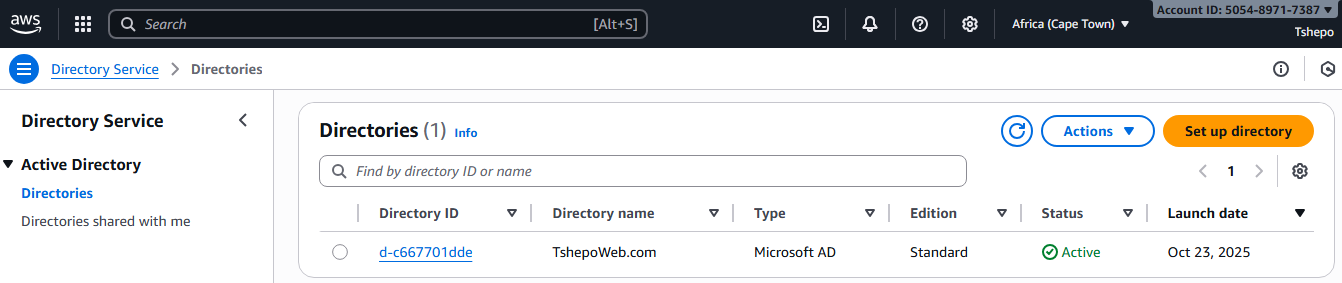 aws
Search [Alt+S]
Africa (Cape Town)
Account ID: 5054-8971-7387
Tshepo
Directory Service
Directories
Directory Service
Active Directory
Directories
Directories shared with me
Directories (1) Info
Actions
Set up directory
Find by directory ID or name
1
Directory ID Directory name Type Edition Status Launch date
d-c667701dde TshepoWeb.com Microsoft AD Standard Active Oct 23, 2025